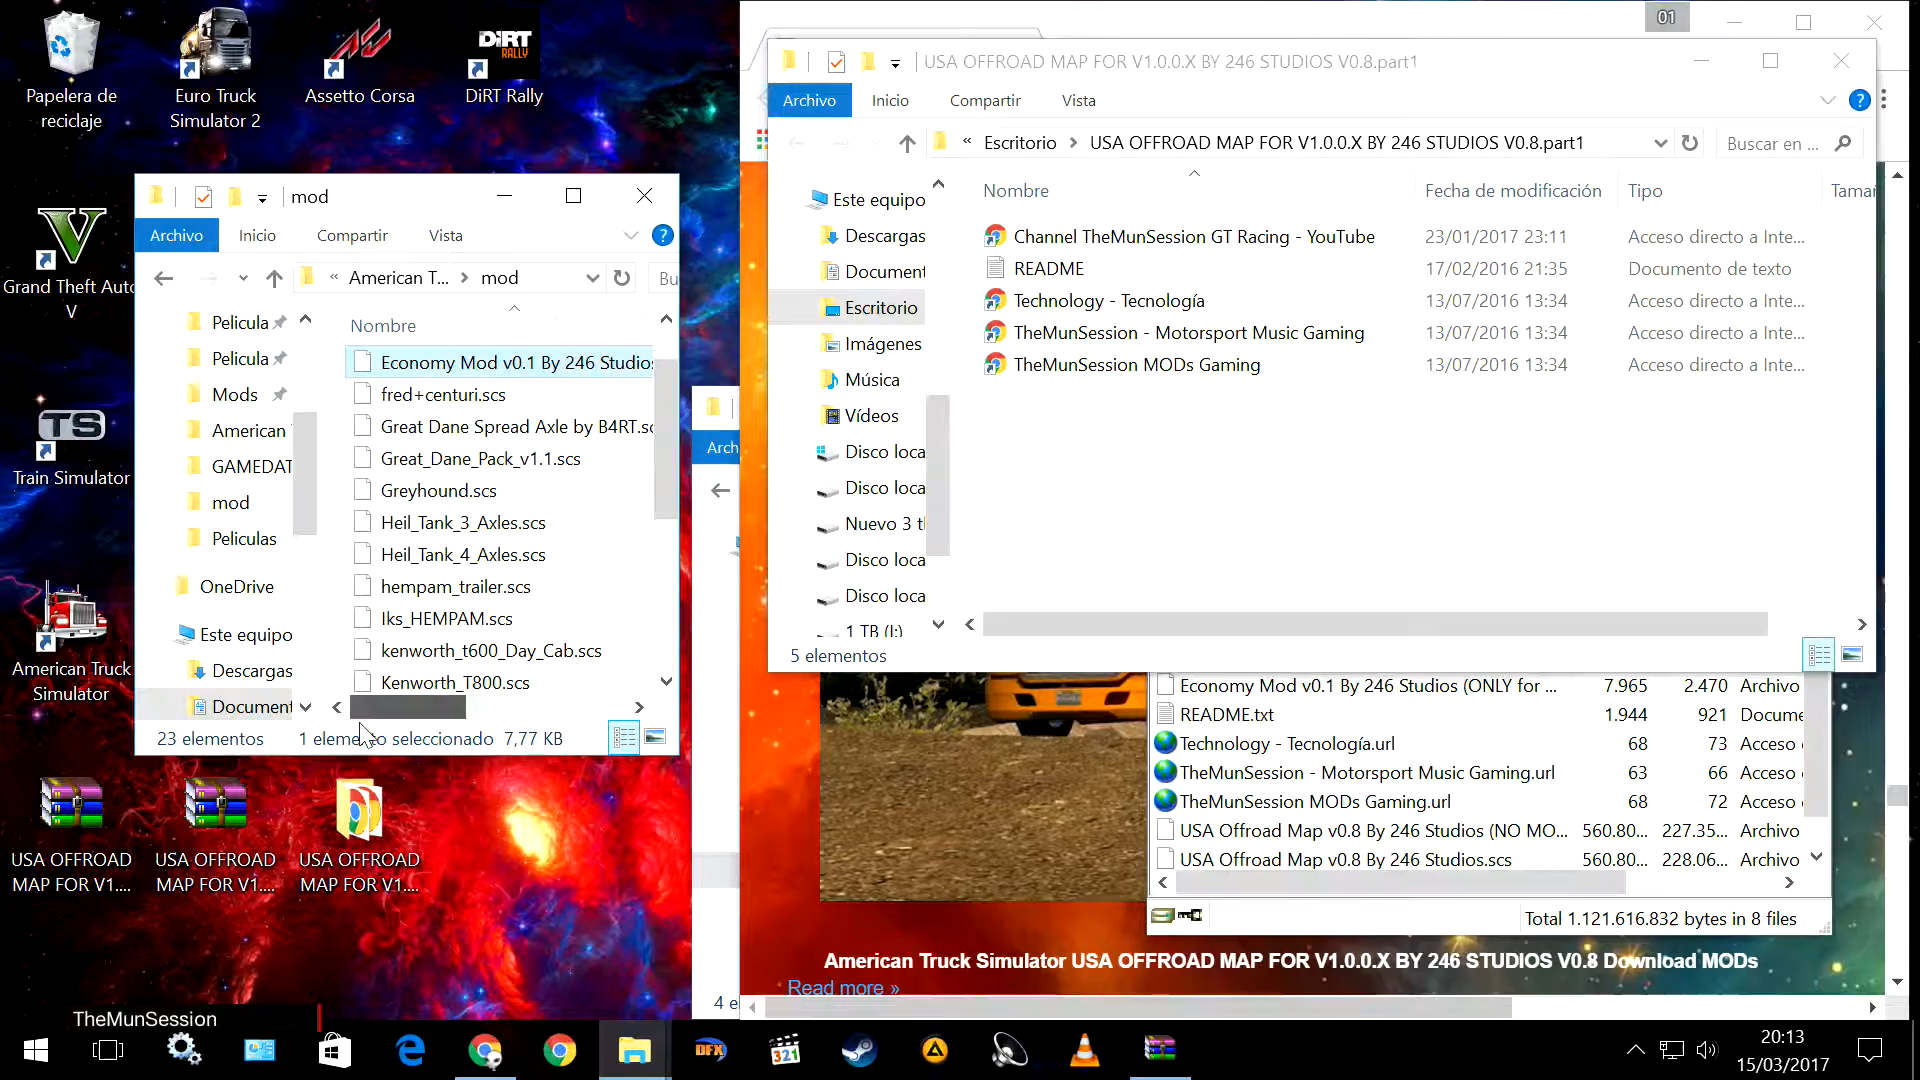 Papelera de
reciclaje
Euro Truck
Simulator 2
Assetto Corsa
DiRT
RALLY
DiRT Rally
Grand Theft Auto
V
TS
Train Simulator
American Truck
Simulator
USA OFFROAD
MAP FOR V1....
USA OFFROAD
MAP FOR V1....
USA OFFROAD
MAP FOR V1....
mod
Archivo
Inicio
Compartir
Vista
?
« American T... > mod
Bu
Pelicula
Pelicula
Mods
American
GAMEDAT
mod
Peliculas
OneDrive
Este equipo
Descargas
Document
Nombre
Economy Mod v0.1 By 246 Studios
fred+centuri.scs
Great Dane Spread Axle by B4RT.sc
Great_Dane_Pack_v1.1.scs
Greyhound.scs
Heil_Tank_3_Axles.scs
Heil_Tank_4_Axles.scs
hempam_trailer.scs
Iks_HEMPAM.scs
kenworth_t600_Day_Cab.scs
Kenworth_T800.scs
23 elementos
1 elemento seleccionado 7,77 KB
Arch
4 e
01
USA OFFROAD MAP FOR V1.0.0.X BY 246 STUDIOS V0.8.part1
Archivo
Inicio
Compartir
Vista
?
« Escritorio > USA OFFROAD MAP FOR V1.0.0.X BY 246 STUDIOS V0.8.part1
Buscar en ...
Este equipo
Descargas
Document
Escritorio
Imágenes
Música
Vídeos
Disco loca
Disco loca
Nuevo 3 t
Disco loca
Disco loca
1 TB (I:)
Nombre Fecha de modificación Tipo Tamar
Channel TheMunSession GT Racing - YouTube 23/01/2017 23:11 Acceso directo a Inte...
README 17/02/2016 21:35 Documento de texto
Technology - Tecnología 13/07/2016 13:34 Acceso directo a Inte...
TheMunSession - Motorsport Music Gaming 13/07/2016 13:34 Acceso directo a Inte...
TheMunSession MODs Gaming 13/07/2016 13:34 Acceso directo a Inte...
5 elementos
Economy Mod v0.1 By 246 Studios (ONLY for ... 7.965 2.470 Archivo
README.txt 1.944 921 Docume
Technology - Tecnología.url 68 73 Acceso
TheMunSession - Motorsport Music Gaming.url 63 66 Acceso
TheMunSession MODs Gaming.url 68 72 Acceso
USA Offroad Map v0.8 By 246 Studios (NO MO... 560.80... 227.35... Archivo
USA Offroad Map v0.8 By 246 Studios.scs 560.80... 228.06... Archivo
Total 1.121.616.832 bytes in 8 files
American Truck Simulator USA OFFROAD MAP FOR V1.0.0.X BY 246 STUDIOS V0.8 Download MODs
Read more »
TheMunSession
DFX
321
20:13
15/03/2017